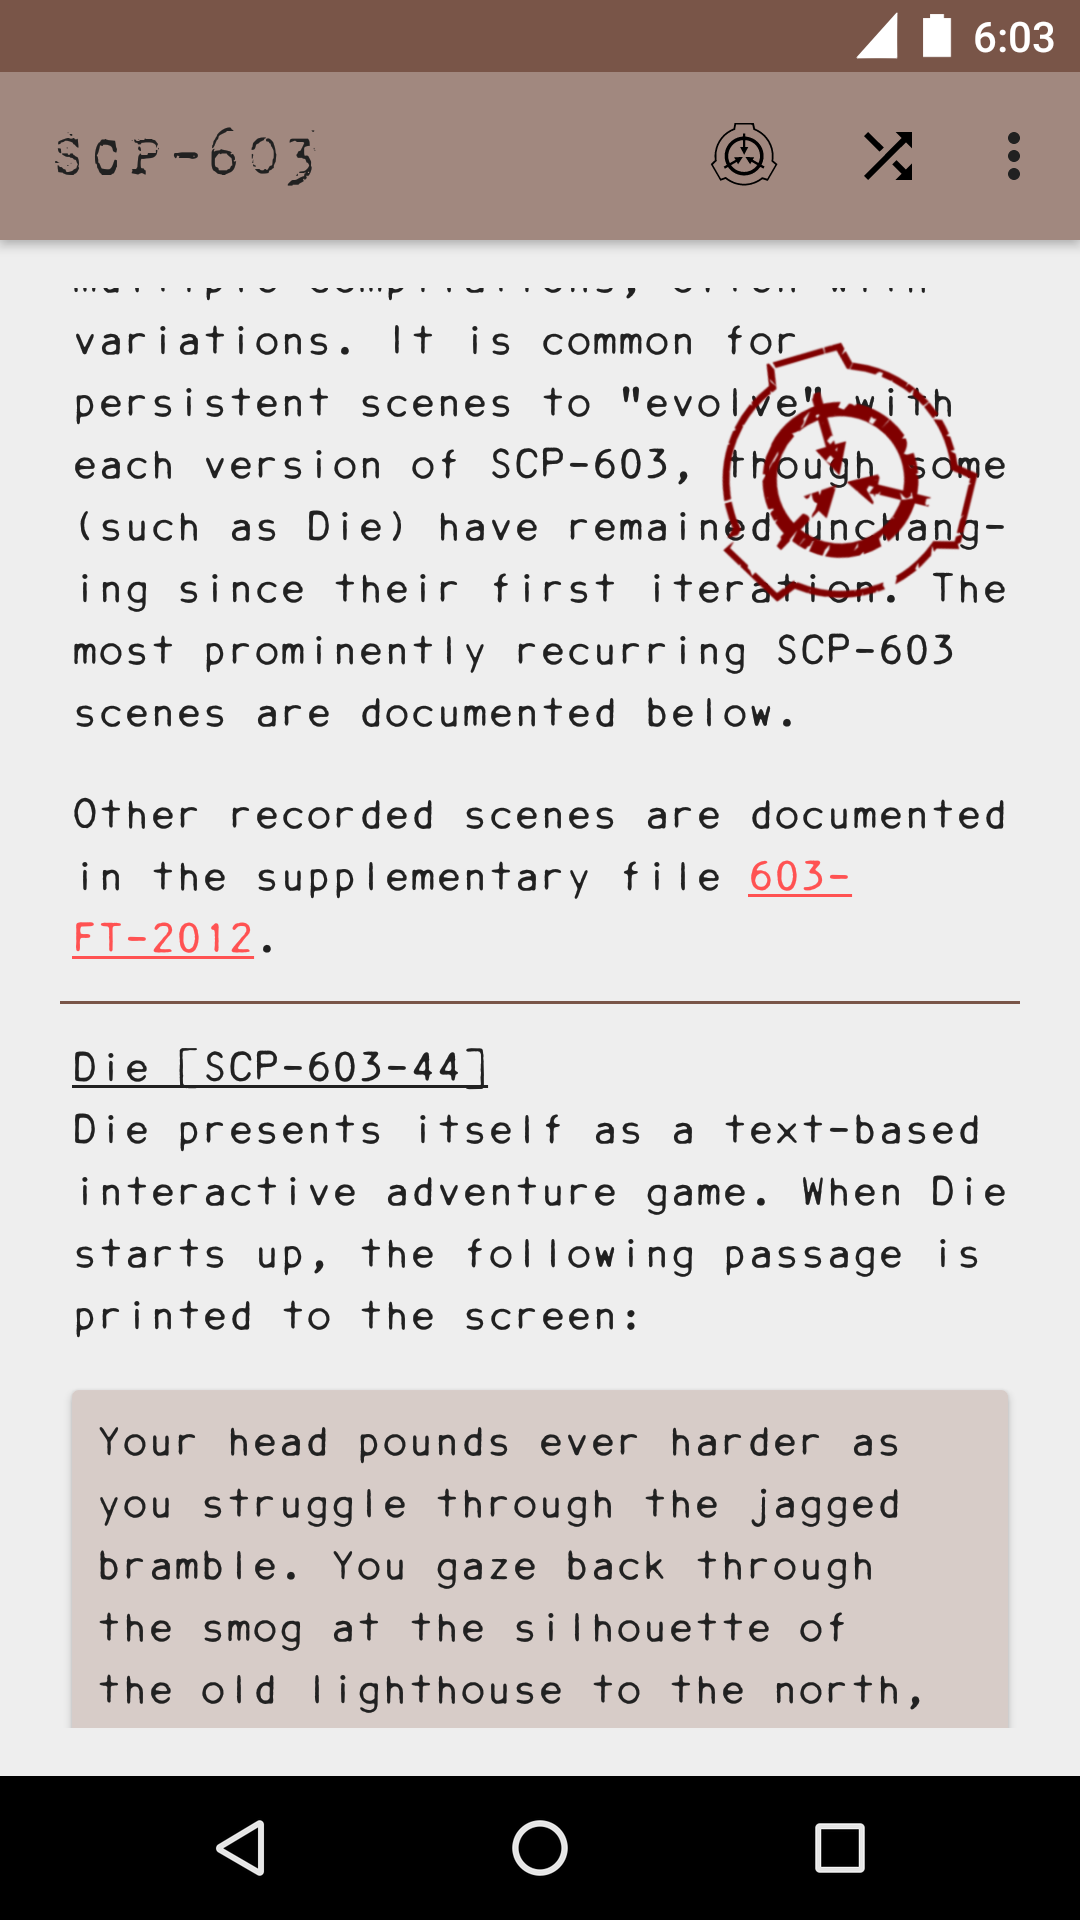 6:03
SCP-603
variations. It is common for
persistent scenes to "evolve" with
each version of SCP-603, though some
(such as Die) have remained unchang-
ing since their first iteration. The
most prominently recurring SCP-603
scenes are documented below.
Other recorded scenes are documented
in the supplementary file 603-
FT-2012.
Die [SCP-603-44]
Die presents itself as a text-based
interactive adventure game. When Die
starts up, the following passage is
printed to the screen:
Your head pounds ever harder as
you struggle through the jagged
bramble. You gaze back through
the smog at the silhouette of
the old lighthouse to the north,